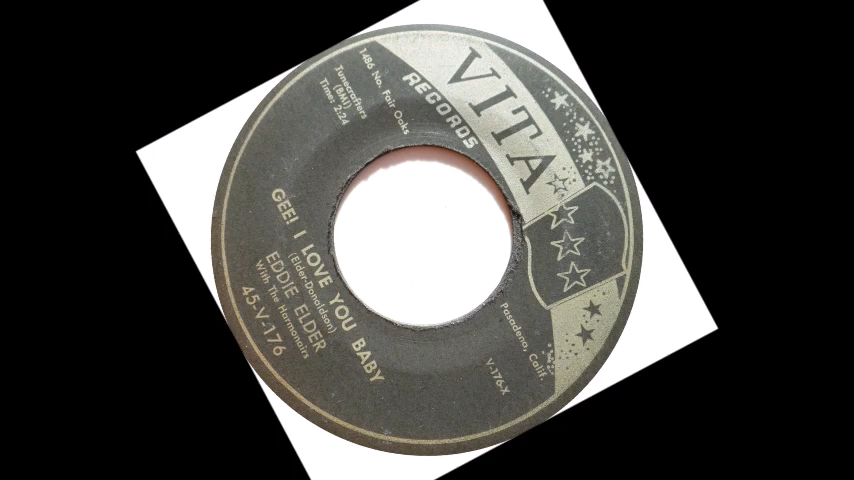 VITA
RECORDS
1486 No. Fair Oaks
Pasadena, Calif.
Tunecrafters
(BMI)
Time: 2:24
V-176-X
GEE! I LOVE YOU BABY
(Elder-Donaldson)
EDDIE ELDER
With The Harmonairs
45-V-176